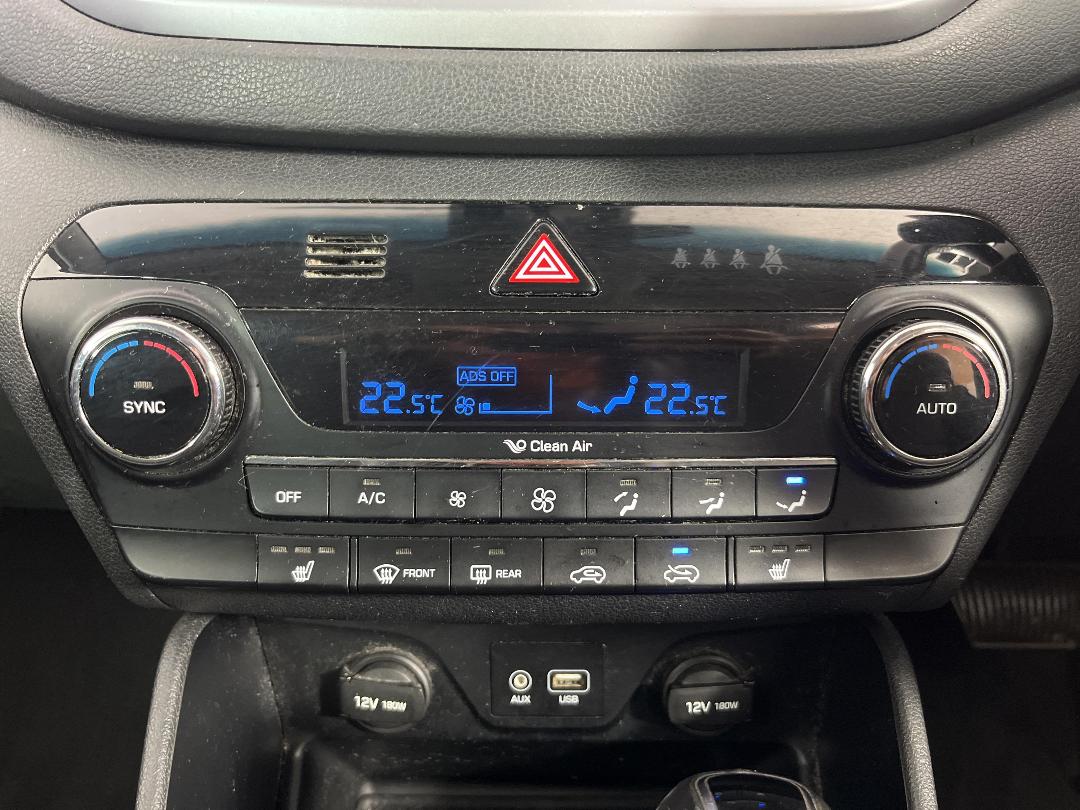 ADS OFF
22.5℃ 22.5℃
SYNC
AUTO
Clean Air
OFF A/C
FRONT REAR
AUX USB
12V 180W 12V 180W